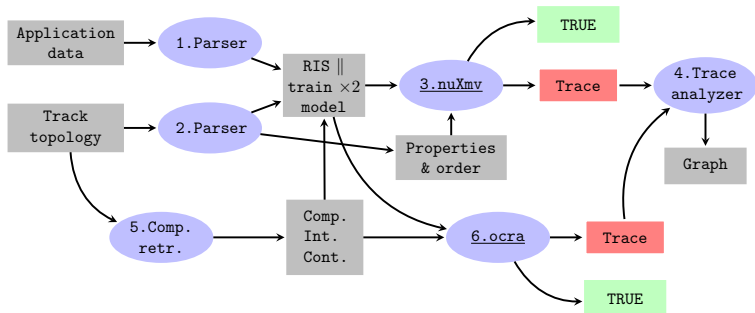 Application
data
1.Parser
RIS ∥
train ×2
model
3.nuXmv
TRUE
Trace
4.Trace
analyzer
Track
topology
2.Parser
Properties
& order
Graph
5.Comp.
retr.
Comp.
Int.
Cont.
6.ocra
Trace
TRUE